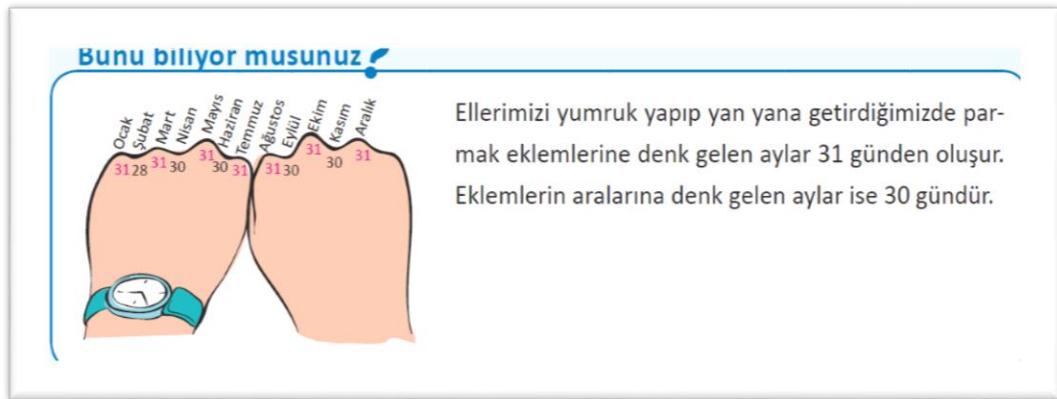 Bunu biliyor musunuz ?
Ocak
Şubat
Mart
Nisan
Mayıs
Haziran
Temmuz
Ağustos
Eylül
Ekim
Kasım
Aralık
31 28 31 30 31 30 31 31 30 31 30 31
Ellerimizi yumruk yapıp yan yana getirdiğimizde par-
mak eklemlerine denk gelen aylar 31 günden oluşur.
Eklemlerin aralarına denk gelen aylar ise 30 gündür.